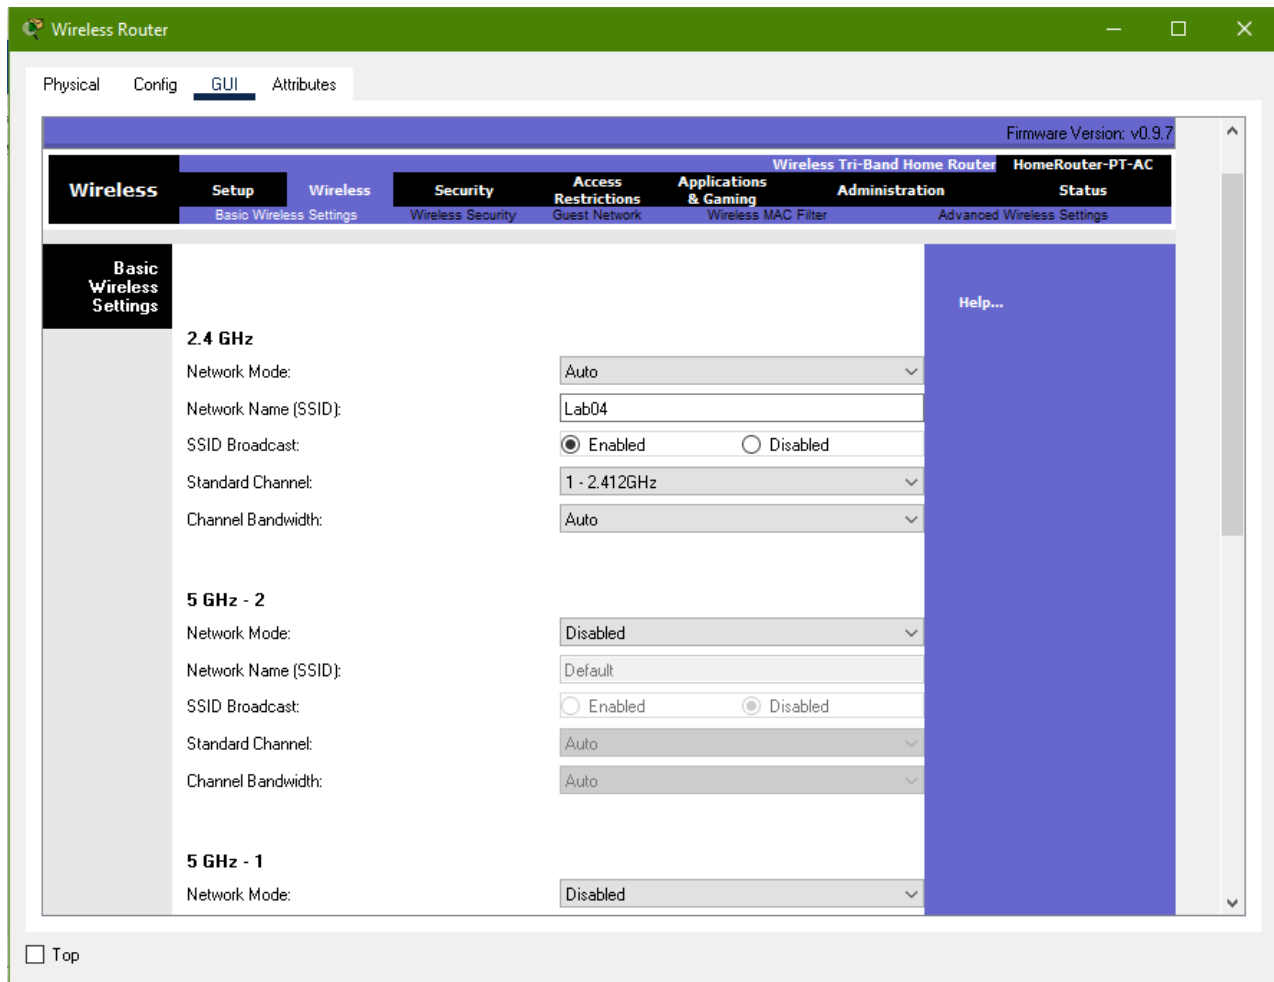 Wireless Router
Physical Config GUI Attributes
Firmware Version: v0.9.7
Wireless Tri-Band Home Router HomeRouter-PT-AC
Wireless Setup Wireless Security Access Restrictions Applications & Gaming Administration Status
Basic Wireless Settings Wireless Security Guest Network Wireless MAC Filter Advanced Wireless Settings
Basic
Wireless
Settings
Help...
2.4 GHz
Network Mode: Auto
Network Name (SSID): Lab04
SSID Broadcast: Enabled Disabled
Standard Channel: 1 - 2.412GHz
Channel Bandwidth: Auto
5 GHz - 2
Network Mode: Disabled
Network Name (SSID): Default
SSID Broadcast: Enabled Disabled
Standard Channel: Auto
Channel Bandwidth: Auto
5 GHz - 1
Network Mode: Disabled
Top